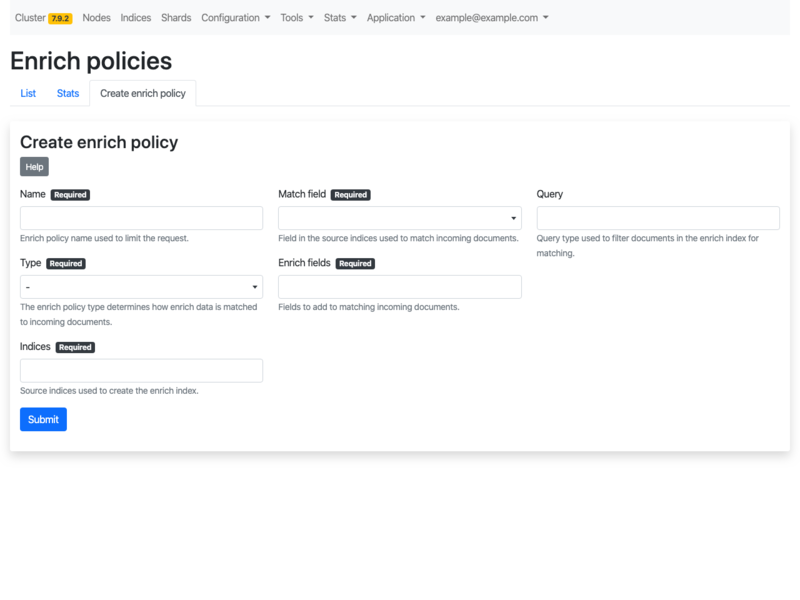 Cluster 7.9.2 Nodes Indices Shards Configuration Tools Stats Application example@example.com
Enrich policies
List Stats Create enrich policy
Create enrich policy
Help
Name Required
Enrich policy name used to limit the request.
Type Required
-
The enrich policy type determines how enrich data is matched
to incoming documents.
Indices Required
Source indices used to create the enrich index.
Match field Required
Field in the source indices used to match incoming documents.
Enrich fields Required
Fields to add to matching incoming documents.
Query
Query type used to filter documents in the enrich index for
matching.
Submit